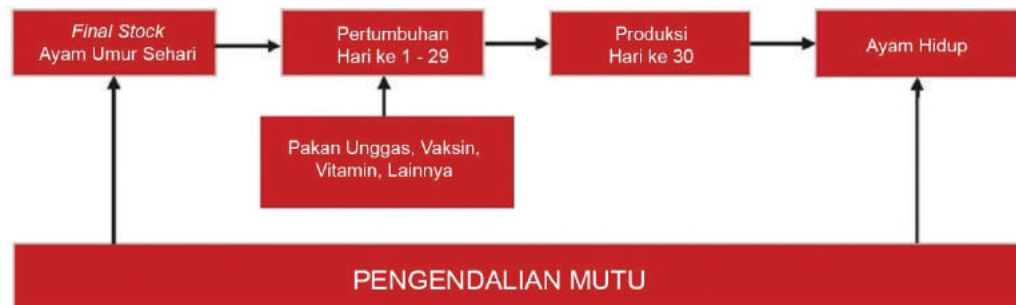 Final Stock
Ayam Umur Sehari
Pertumbuhan
Hari ke 1 - 29
Produksi
Hari ke 30
Ayam Hidup
Pakan Unggas, Vaksin,
Vitamin, Lainnya
PENGENDALIAN MUTU